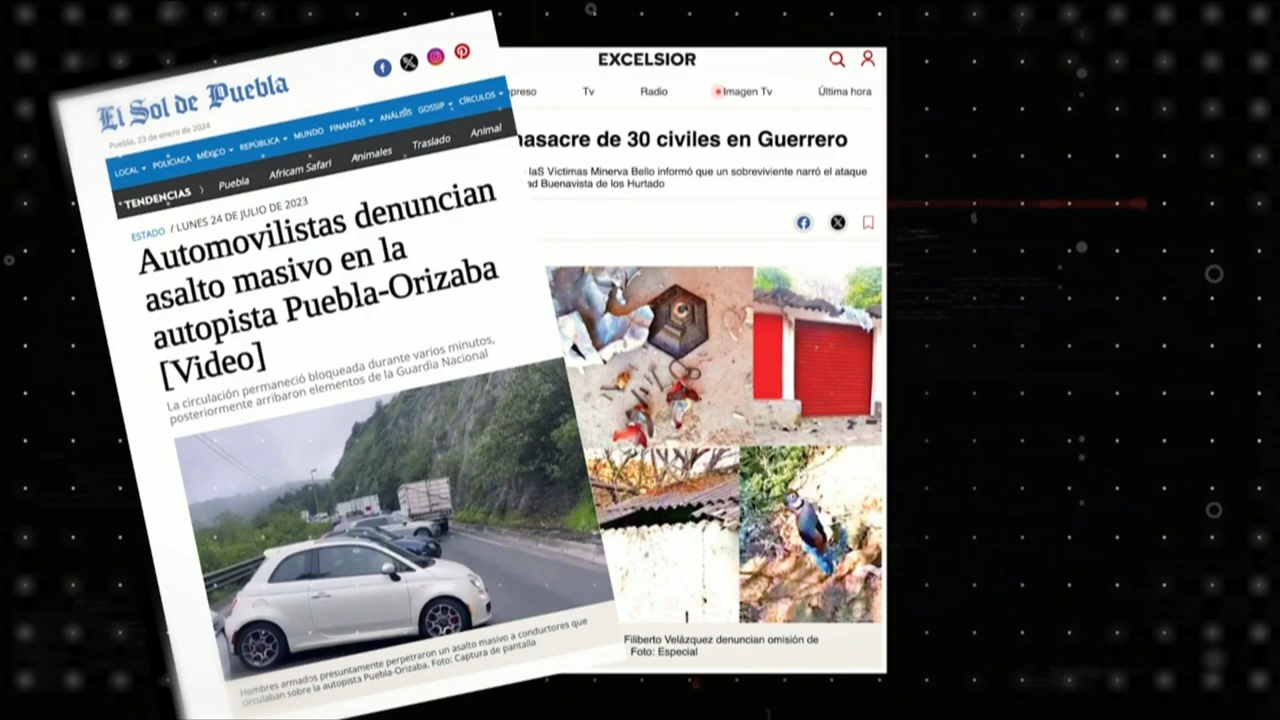 El Sol de Puebla
Puebla, 23 de enero de 2024
LOCAL POLICIACA MÉXICO REPÚBLICA MUNDO FINANZAS ANÁLISIS GOSSIP CÍRCULOS
TENDENCIAS Puebla Africam Safari Animales Traslado Animal
ESTADO / LUNES 24 DE JULIO DE 2023
Automovilistas denuncian
asalto masivo en la
autopista Puebla-Orizaba
[Video]
La circulación permaneció bloqueada durante varios minutos,
posteriormente arribaron elementos de la Guardia Nacional
Hombres armados presuntamente perpetraron un asalto masivo a conductores que
circulaban sobre la autopista Puebla-Orizaba. Foto: Captura de pantalla
EXCELSIOR
preso Tv Radio Imagen Tv Última hora
masacre de 30 civiles en Guerrero
laS Víctimas Minerva Bello informó que un sobreviviente narró el ataque
ad Buenavista de los Hurtado
Filiberto Velázquez denuncian omisión de
Foto: Especial